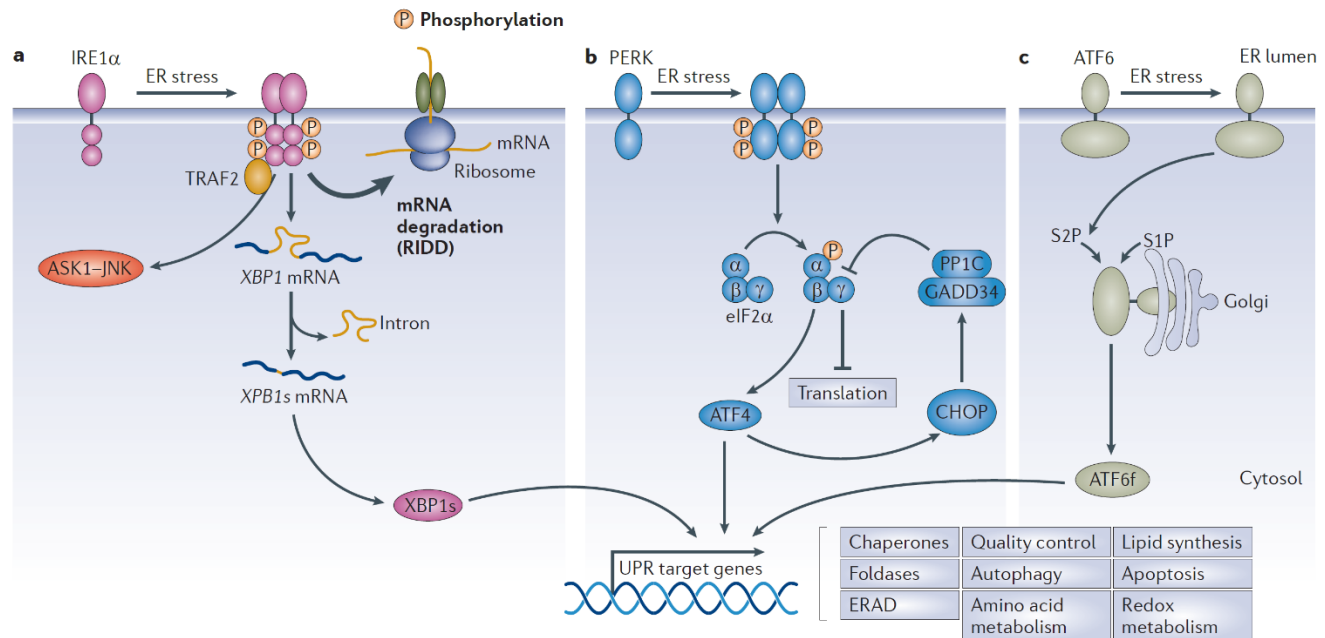 P Phosphorylation
a
IRE1α
ER stress
P
P
P
P
TRAF2
mRNA
Ribosome
mRNA
degradation
(RIDD)
ASK1–JNK
XBP1 mRNA
Intron
XPB1s mRNA
XBP1s
b
PERK
ER stress
P
P
P
P
P
α
β
γ
eIF2α
α
β
γ
PP1C
GADD34
Translation
ATF4
CHOP
c
ATF6
ER stress
ER lumen
S2P
S1P
Golgi
ATF6f
Cytosol
UPR target genes
Chaperones Quality control Lipid synthesis
Foldases Autophagy Apoptosis
ERAD Amino acid Redox
metabolism metabolism